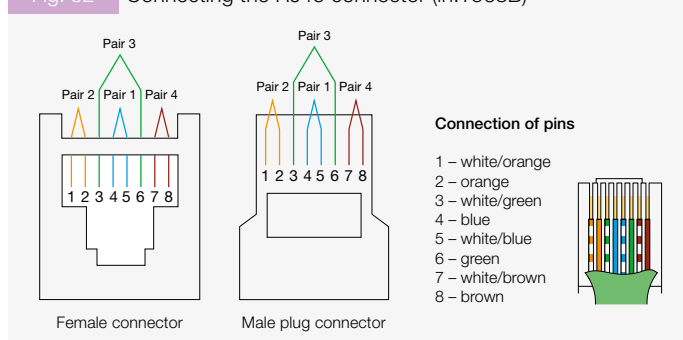 Pair 3
Pair 2 Pair 1 Pair 4
1 2 3 4 5 6 7 8
Female connector
Pair 3
Pair 2 Pair 1 Pair 4
1 2 3 4 5 6 7 8
Male plug connector
Connection of pins
1 – white/orange
2 – orange
3 – white/green
4 – blue
5 – white/blue
6 – green
7 – white/brown
8 – brown